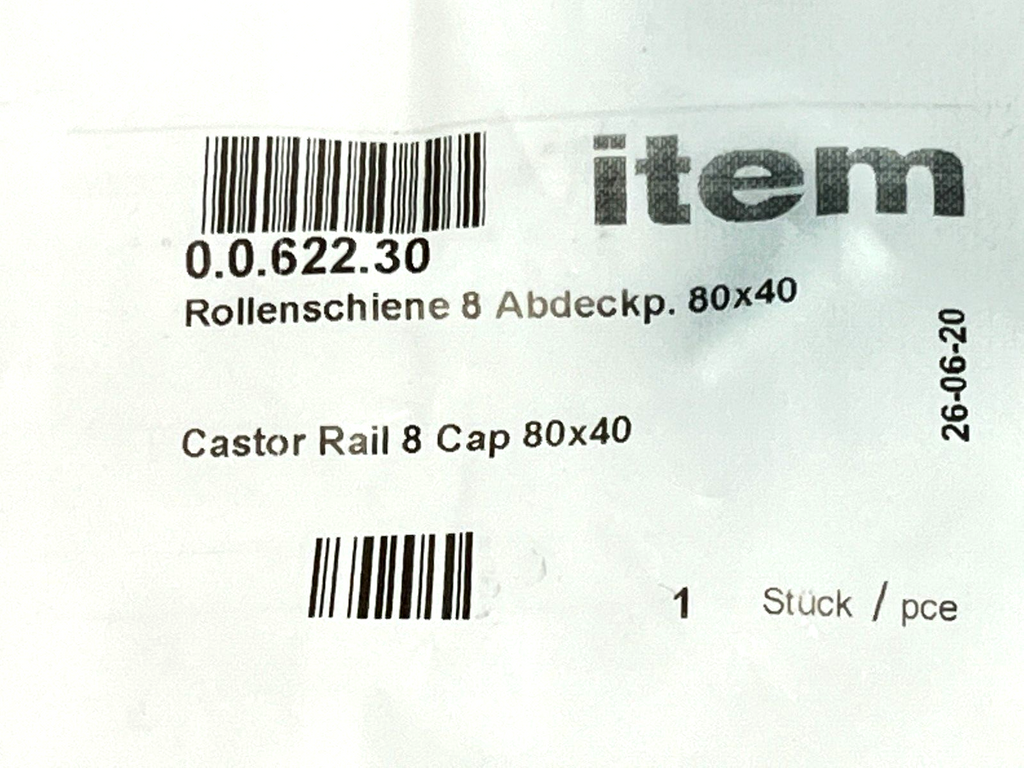 item
0.0.622.30
Rollenschiene 8 Abdeckp. 80x40
26-06-20
Castor Rail 8 Cap 80x40
1 Stück / pce